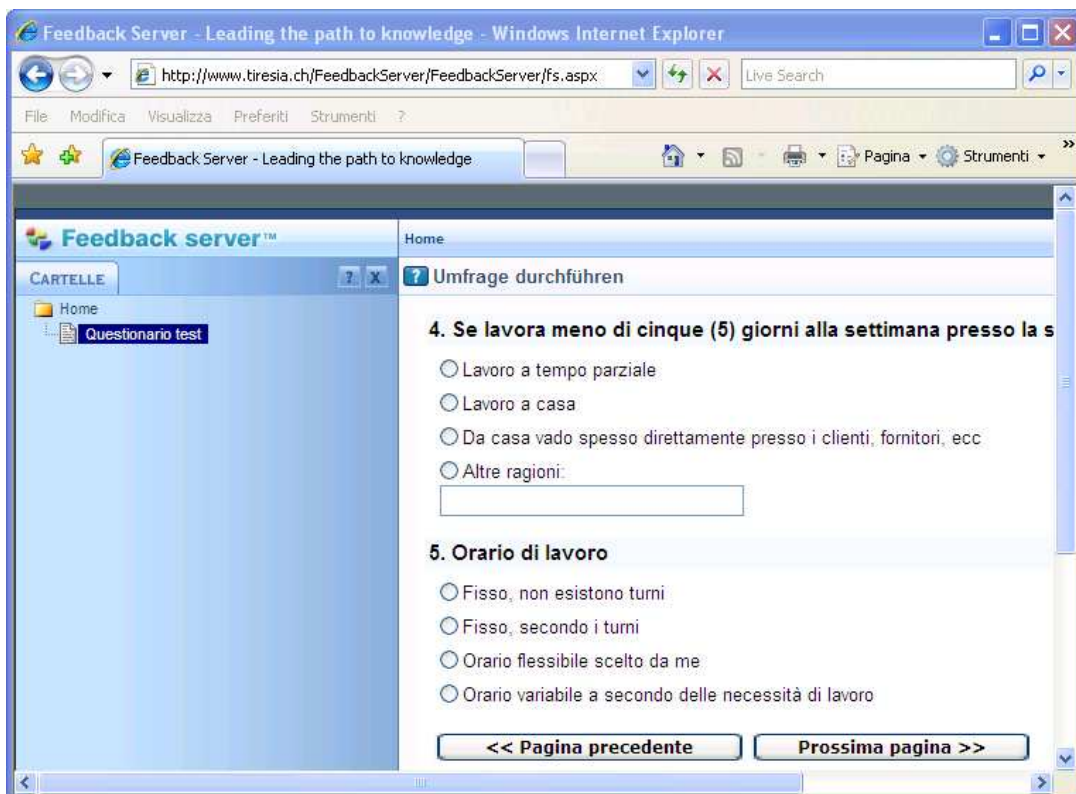 Feedback Server - Leading the path to knowledge - Windows Internet Explorer
http://www.tiresia.ch/FeedbackServer/FeedbackServer/fs.aspx
Live Search
File Modifica Visualizza Preferiti Strumenti ?
Feedback Server - Leading the path to knowledge
Pagina
Strumenti
»
Feedback server™
Home
CARTELLE
? X
? Umfrage durchführen
Home
Questionario test
4. Se lavora meno di cinque (5) giorni alla settimana presso la s
Lavoro a tempo parziale
Lavoro a casa
Da casa vado spesso direttamente presso i clienti, fornitori, ecc
Altre ragioni:
5. Orario di lavoro
Fisso, non esistono turni
Fisso, secondo i turni
Orario flessibile scelto da me
Orario variabile a secondo delle necessità di lavoro
<< Pagina precedente
Prossima pagina >>